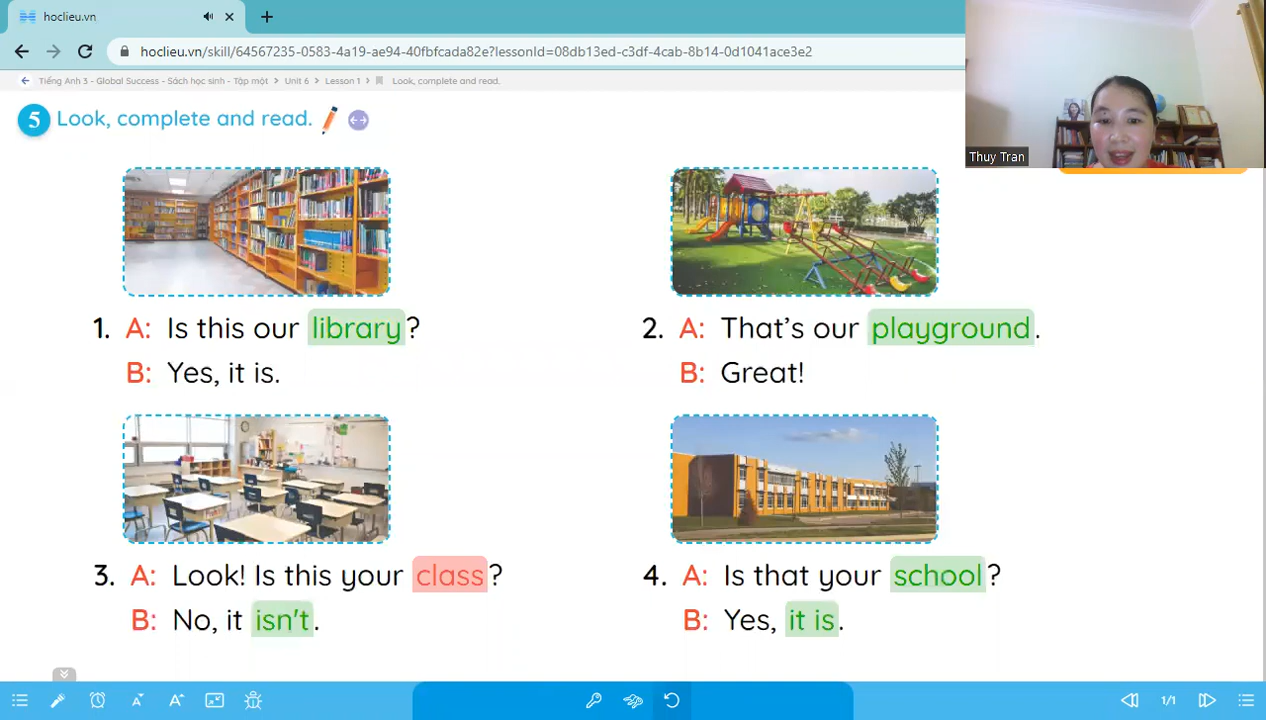 hoclieu.vn
hoclieu.vn/skill/64567235-0583-4a19-ae94-40fbfcada82e?lessonId=08db13ed-c3df-4cab-8b14-0d1041ace3e2
Tiếng Anh 3 - Global Success - Sách học sinh - Tập một > Unit 6 > Lesson 1 > Look, complete and read.
Thuy Tran
5 Look, complete and read.
1. A: Is this our library?
B: Yes, it is.
2. A: That's our playground.
B: Great!
3. A: Look! Is this your class?
B: No, it isn't.
4. A: Is that your school?
B: Yes, it is.
A A 1/1